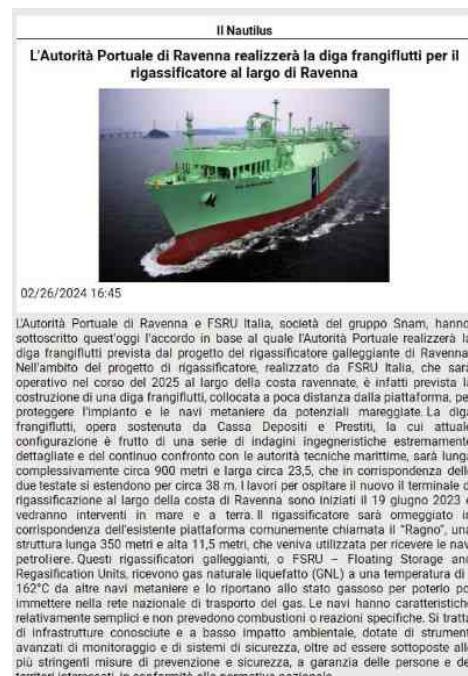 Il Nautilus
L'Autorità Portuale di Ravenna realizzerà la diga frangiflutti per il
rigassificatore al largo di Ravenna
02/26/2024 16:45
L'Autorità Portuale di Ravenna e FSRU Italia, società del gruppo Snam, hanno
sottoscritto quest'oggi l'accordo in base al quale l'Autorità Portuale realizzerà la
diga frangiflutti prevista dal progetto del rigassificatore galleggiante di Ravenna.
Nell'ambito del progetto di rigassificatore, realizzato da FSRU Italia, che sarà
operativo nel corso del 2025 al largo della costa ravennate, è infatti prevista la
costruzione di una diga frangiflutti, collocata a poca distanza dalla piattaforma, per
proteggere l'impianto e le navi metaniere da potenziali mareggiate. La diga
frangiflutti, opera sostenuta da Cassa Depositi e Prestiti, la cui attuale
configurazione è frutto di una serie di indagini ingegneristiche estremamente
dettagliate e del continuo confronto con le autorità tecniche marittime, sarà lunga
complessivamente circa 900 metri e larga circa 23,5, che in corrispondenza delle
due testate si estendono per circa 38 m. I lavori per ospitare il nuovo il terminale di
rigassificazione al largo della costa di Ravenna sono iniziati il 19 giugno 2023 e
vedranno interventi in mare e a terra. Il rigassificatore sarà ormeggiato in
corrispondenza dell'esistente piattaforma comunemente chiamata il "Ragno", una
struttura lunga 350 metri e alta 11,5 metri, che veniva utilizzata per ricevere le navi
petroliere. Questi rigassificatori galleggianti, o FSRU – Floating Storage and
Regasification Units, ricevono gas naturale liquefatto (GNL) a una temperatura di -
162°C da altre navi metaniere e lo riportano allo stato gassoso per poterlo poi
immettere nella rete nazionale di trasporto del gas. Le navi hanno caratteristiche
relativamente semplici e non prevedono combustioni o reazioni specifiche. Si tratta
di infrastrutture conosciute e a basso impatto ambientale, dotate di strumenti
avanzati di monitoraggio e di sistemi di sicurezza, oltre ad essere sottoposte alle
più stringenti misure di prevenzione e sicurezza, a garanzia delle persone e dei
territori interessati, in conformità alla normativa nazionale